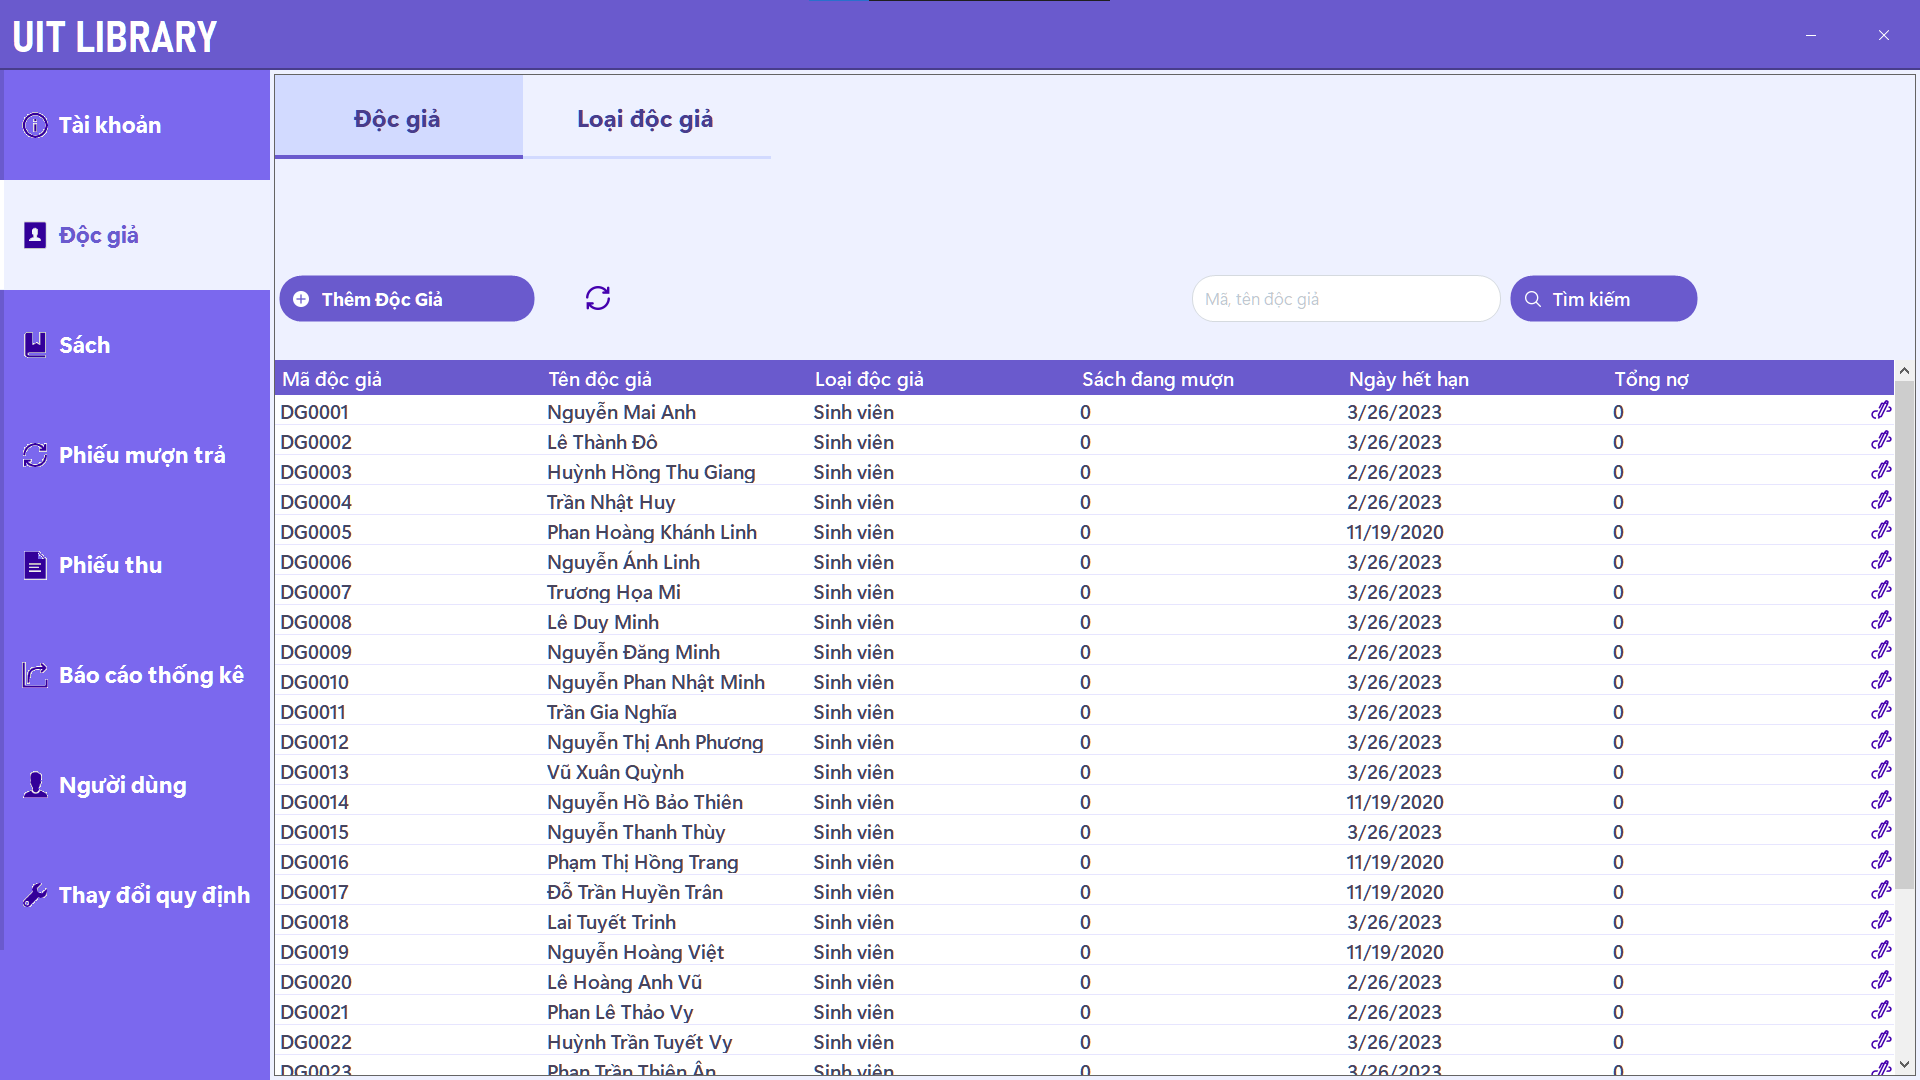 UIT LIBRARY
Tài khoản
Độc giả
Sách
Phiếu mượn trả
Phiếu thu
Báo cáo thống kê
Người dùng
Thay đổi quy định
Độc giả Loại độc giả
Thêm Độc Giả Mã, tên độc giả Tìm kiếm
Mã độc giả Tên độc giả Loại độc giả Sách đang mượn Ngày hết hạn Tổng nợ
DG0001 Nguyễn Mai Anh Sinh viên 0 3/26/2023 0
DG0002 Lê Thành Đô Sinh viên 0 3/26/2023 0
DG0003 Huỳnh Hồng Thu Giang Sinh viên 0 2/26/2023 0
DG0004 Trần Nhật Huy Sinh viên 0 2/26/2023 0
DG0005 Phan Hoàng Khánh Linh Sinh viên 0 11/19/2020 0
DG0006 Nguyễn Ánh Linh Sinh viên 0 3/26/2023 0
DG0007 Trương Họa Mi Sinh viên 0 3/26/2023 0
DG0008 Lê Duy Minh Sinh viên 0 3/26/2023 0
DG0009 Nguyễn Đăng Minh Sinh viên 0 2/26/2023 0
DG0010 Nguyễn Phan Nhật Minh Sinh viên 0 3/26/2023 0
DG0011 Trần Gia Nghĩa Sinh viên 0 3/26/2023 0
DG0012 Nguyễn Thị Anh Phương Sinh viên 0 3/26/2023 0
DG0013 Vũ Xuân Quỳnh Sinh viên 0 3/26/2023 0
DG0014 Nguyễn Hồ Bảo Thiên Sinh viên 0 11/19/2020 0
DG0015 Nguyễn Thanh Thùy Sinh viên 0 3/26/2023 0
DG0016 Phạm Thị Hồng Trang Sinh viên 0 11/19/2020 0
DG0017 Đỗ Trần Huyền Trân Sinh viên 0 11/19/2020 0
DG0018 Lai Tuyết Trinh Sinh viên 0 3/26/2023 0
DG0019 Nguyễn Hoàng Việt Sinh viên 0 11/19/2020 0
DG0020 Lê Hoàng Anh Vũ Sinh viên 0 2/26/2023 0
DG0021 Phan Lê Thảo Vy Sinh viên 0 2/26/2023 0
DG0022 Huỳnh Trần Tuyết Vy Sinh viên 0 3/26/2023 0
DG0023 Phan Trần Thiên Ân Sinh viên 0 3/26/2023 0